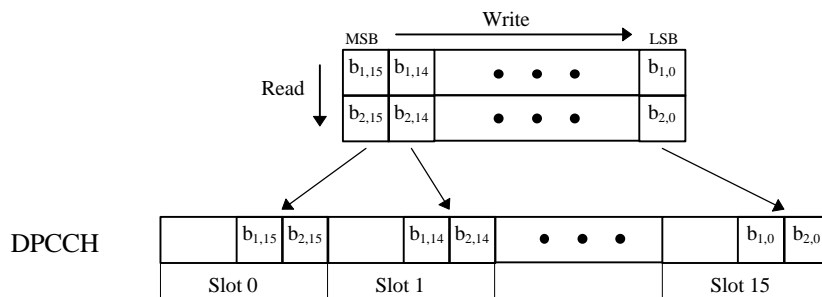 Write
MSB LSB
b1,15 b1,14 • • • b1,0
Read
b2,15 b2,14 • • • b2,0
DPCCH b1,15 b2,15 b1,14 b2,14 • • • b1,0 b2,0
Slot 0 Slot 1 Slot 15